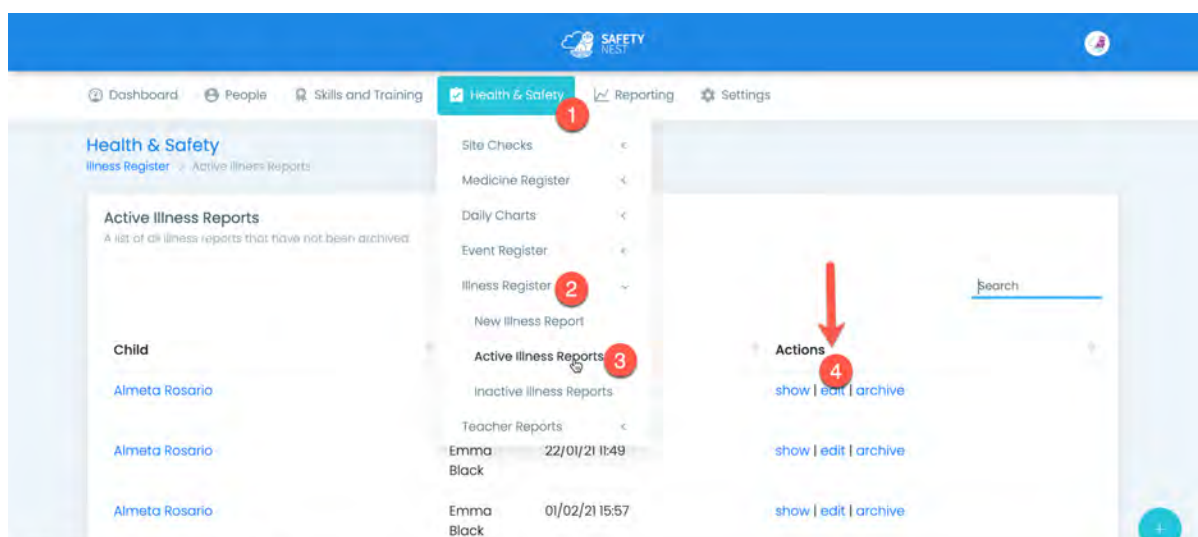 SAFETY
NEST
Dashboard People Skills and Training Health & Safety Reporting Settings
1
Health & Safety
Illness Register > Active Illness Reports
Site Checks
Medicine Register
Daily Charts
Event Register
Illness Register 2
New Illness Report
Active Illness Reports 3
Inactive Illness Reports
Teacher Reports
Active Illness Reports
A list of all illness reports that have not been archived
Search
Child Actions
4
Almeta Rosario show | edit | archive
Almeta Rosario Emma Black 22/01/21 11:49 show | edit | archive
Almeta Rosario Emma Black 01/02/21 15:57 show | edit | archive
+